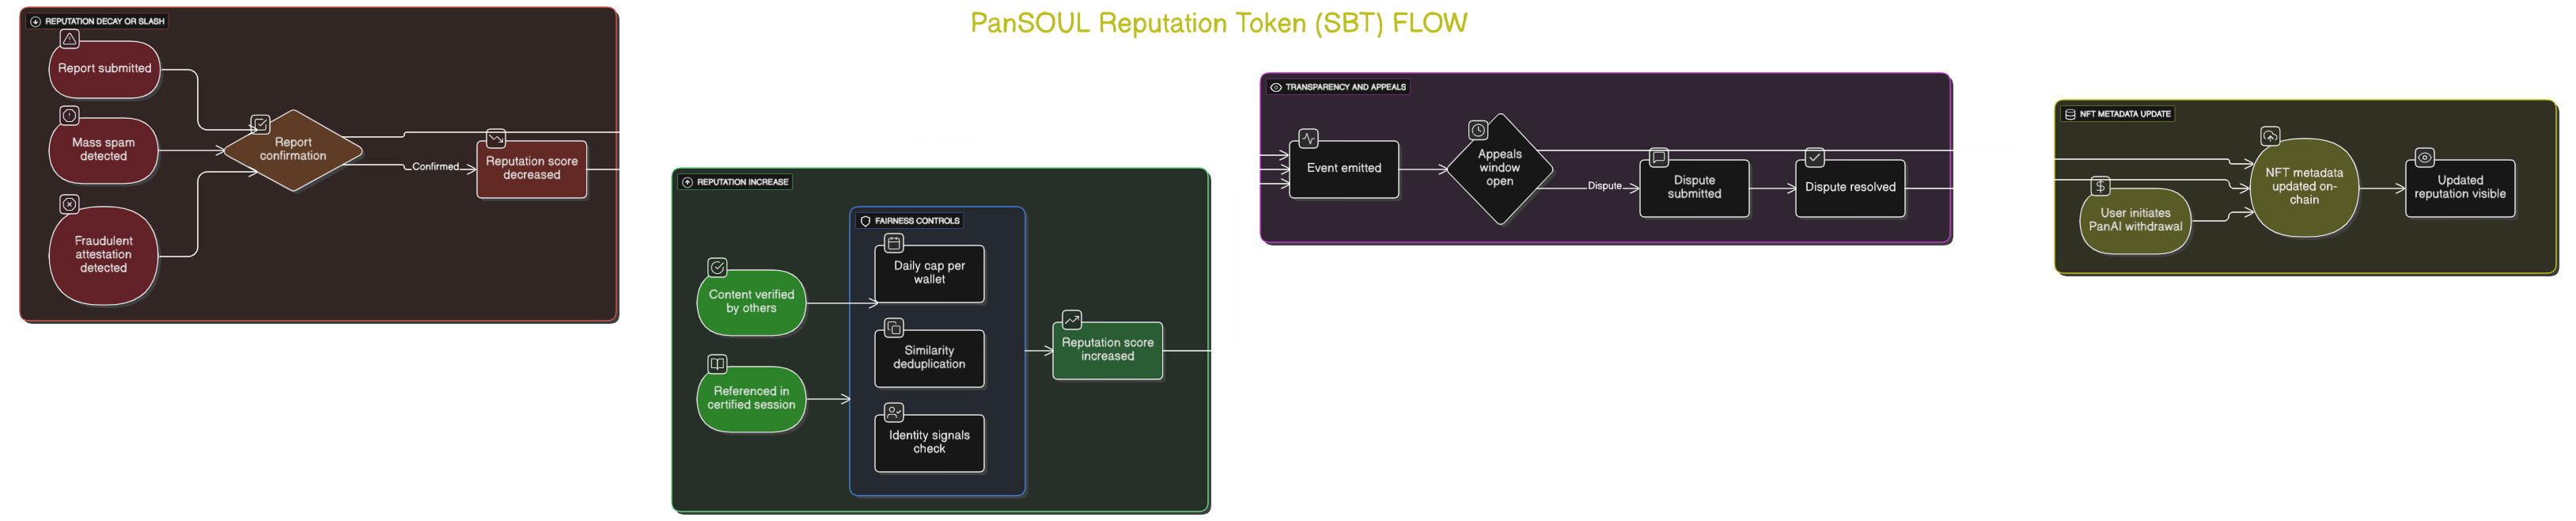 PanSOUL Reputation Token (SBT) FLOW
REPUTATION DECAY OR SLASH
Report submitted
Mass spam
detected
Fraudulent
attestation
detected
Report
confirmation
Confirmed
Reputation score
decreased
REPUTATION INCREASE
Content verified
by others
Referenced in
certified session
FAIRNESS CONTROLS
Daily cap per
wallet
Similarity
deduplication
Identity signals
check
Reputation score
increased
TRANSPARENCY AND APPEALS
Event emitted
Appeals
window
open
Dispute
Dispute
submitted
Dispute resolved
NFT METADATA UPDATE
User initiates
PanAI withdrawal
NFT metadata
updated on-
chain
Updated
reputation visible